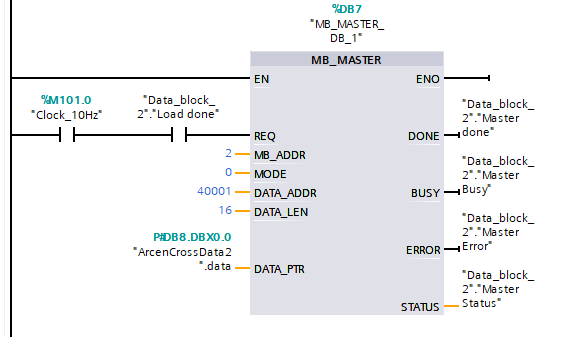 %DB7
"MB_MASTER_
DB_1"
MB_MASTER
EN
ENO
%M101.0
"Clock_10Hz"
"Data_block_
2"."Load done"
REQ
DONE
"Data_block_
2"."Master
done"
2
MB_ADDR
0
MODE
40001
DATA_ADDR
16
DATA_LEN
BUSY
"Data_block_
2"."Master
Busy"
P#DB8.DBX0.0
"ArcenCrossData2
".data
DATA_PTR
ERROR
"Data_block_
2"."Master
Error"
STATUS
"Data_block_
2"."Master
Status"